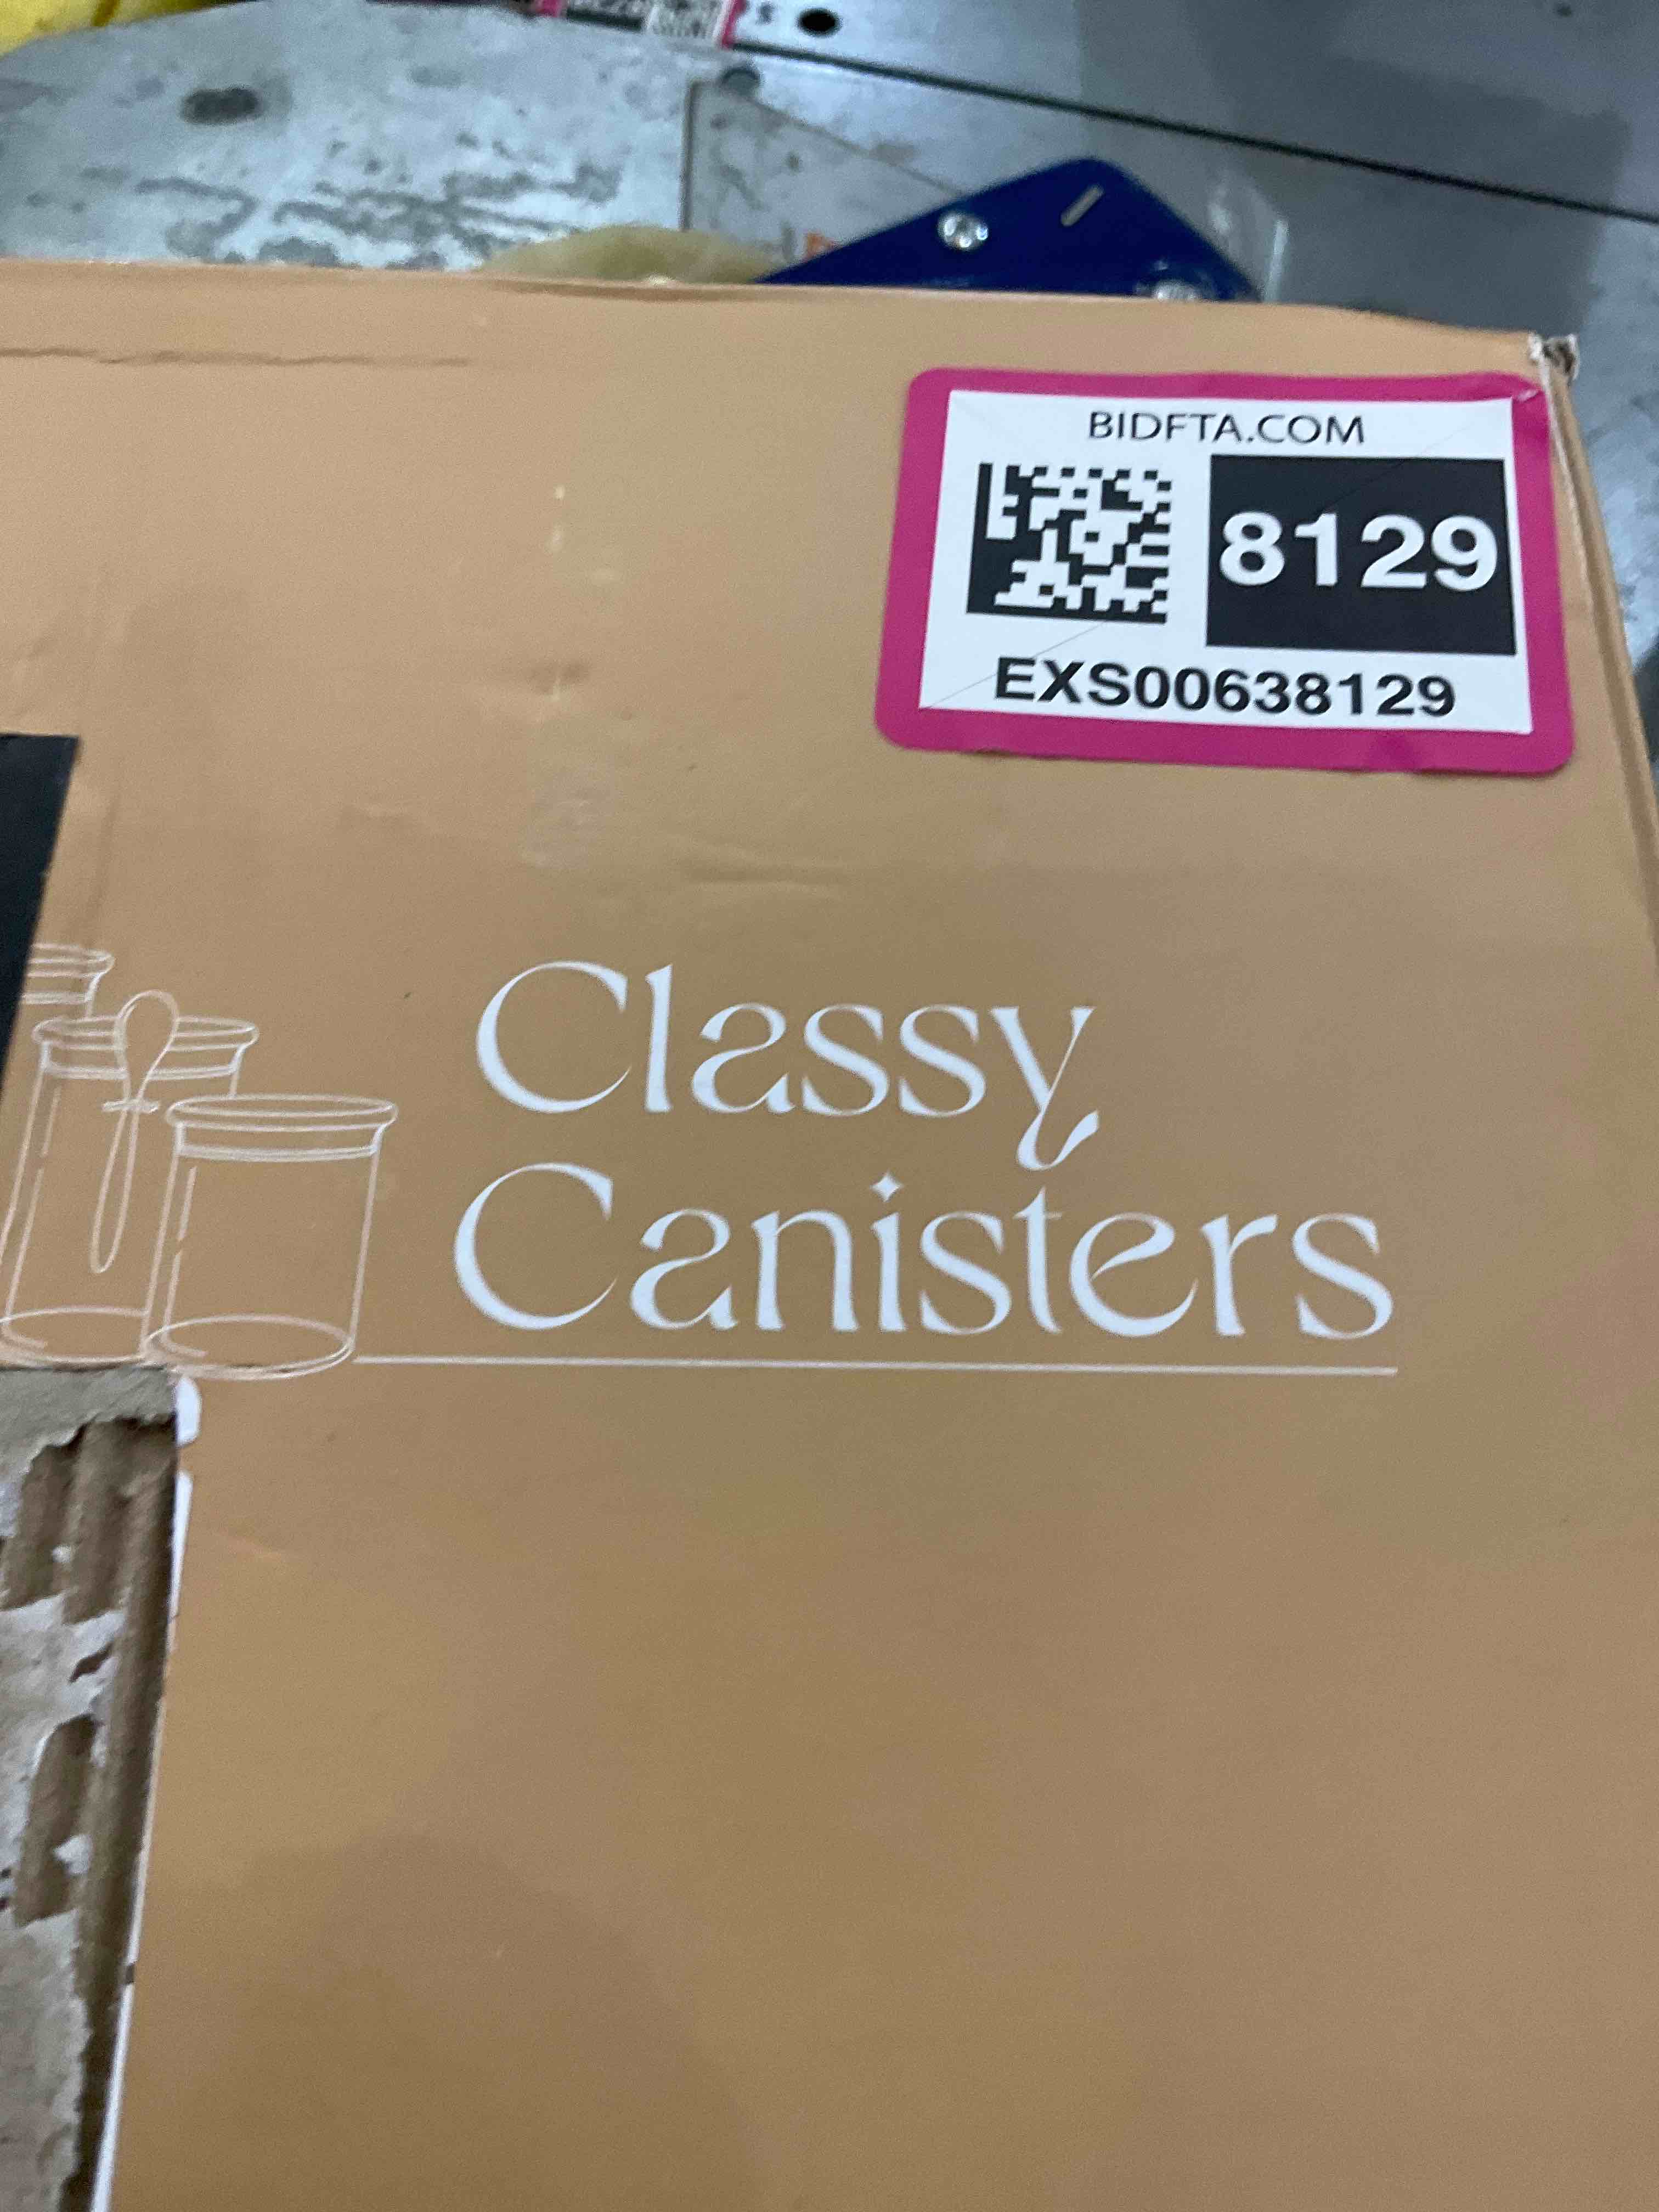 BIDFTA.COM
8129
EXS00638129
Classy
Canisters